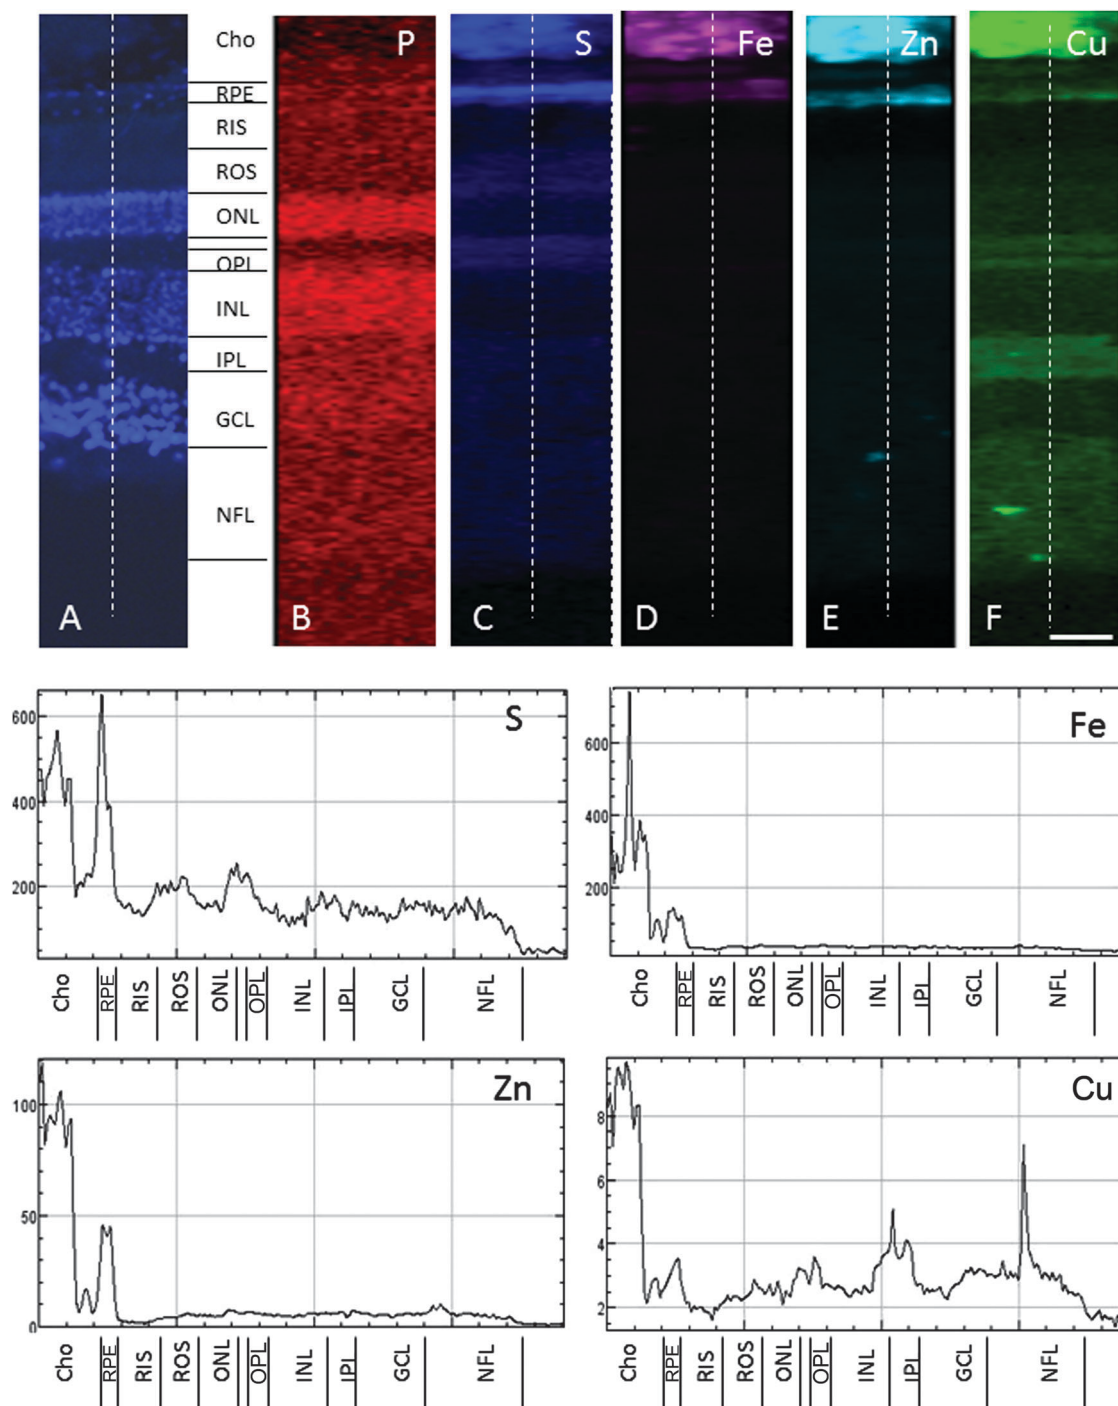 Cho
P
S
Fe
Zn
Cu
RPE
RIS
ROS
ONL
OPL
INL
IPL
GCL
NFL
A
B
C
D
E
F
S
600
400
200
Cho
RPE
RIS
ROS
ONL
OPL
INL
IPL
GCL
NFL
Fe
600
400
200
Cho
RPE
RIS
ROS
ONL
OPL
INL
IPL
GCL
NFL
Zn
100
50
0
Cho
RPE
RIS
ROS
ONL
OPL
INL
IPL
GCL
NFL
Cu
8
6
4
2
Cho
RPE
RIS
ROS
ONL
OPL
INL
IPL
GCL
NFL